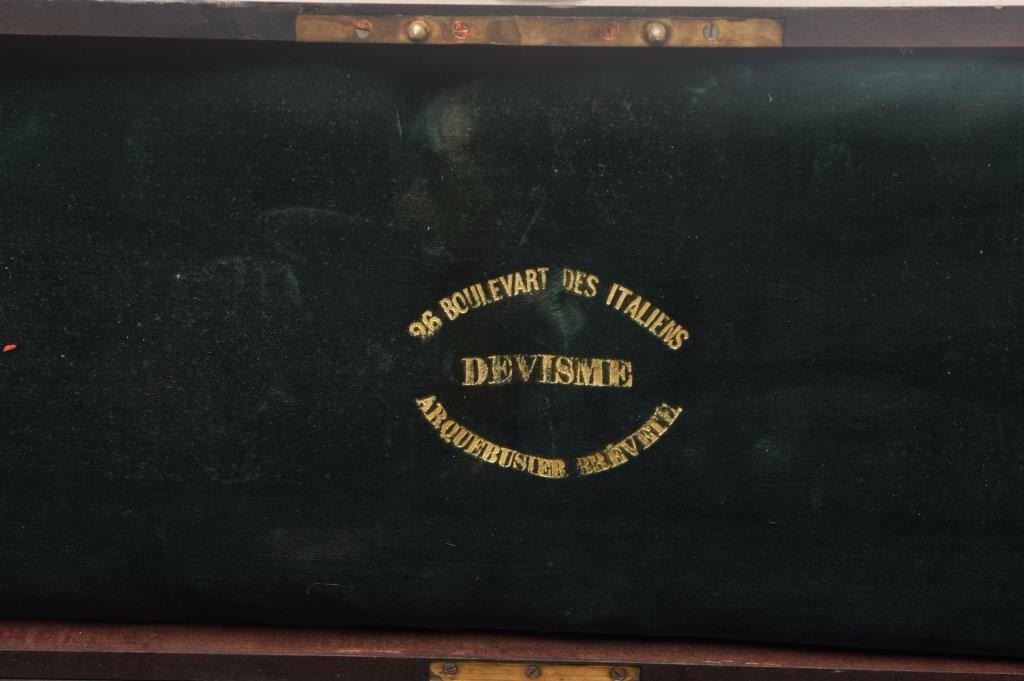 26 BOULEVART DES ITALIENS
DEVISME
ARQUEBUSIER BRÉVETÉ.